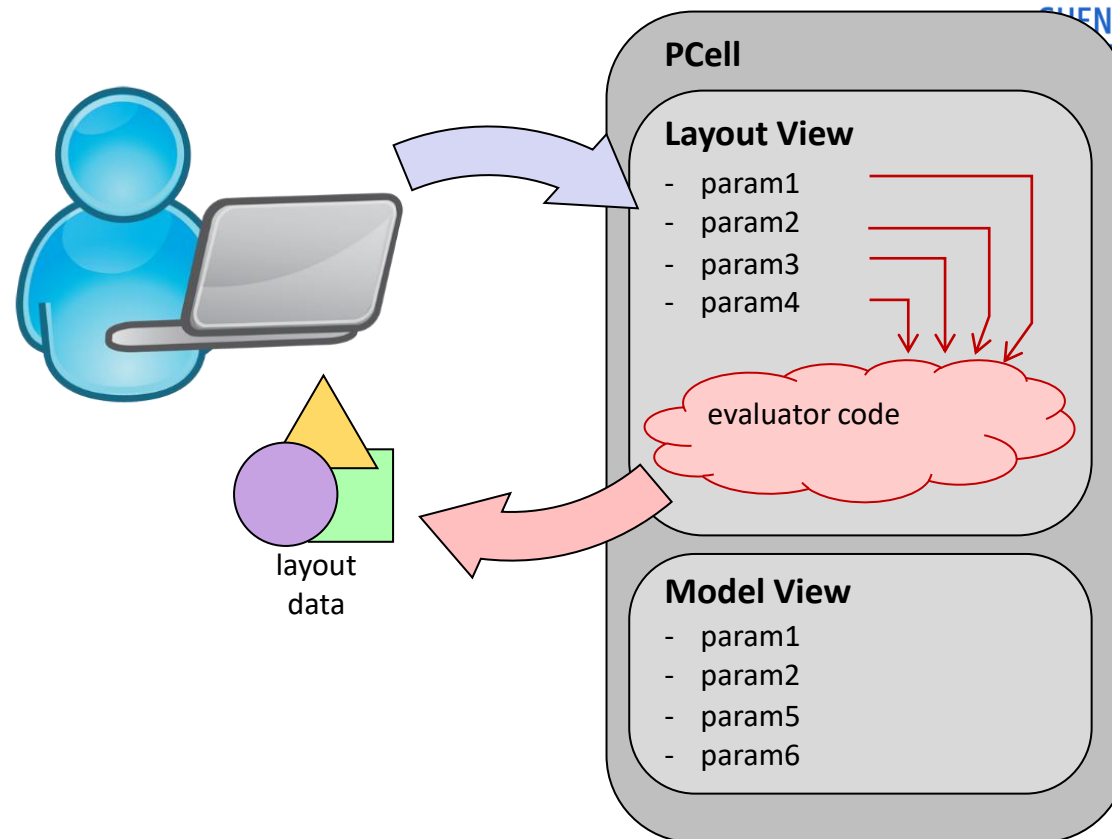 PCell
Layout View
- param1
- param2
- param3
- param4
evaluator code
layout
data
Model View
- param1
- param2
- param5
- param6